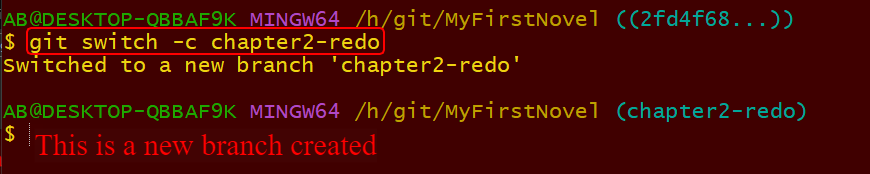 AB@DESKTOP-QBBAF9K MINGW64 /h/git/MyFirstNovel ((2fd4f68...))
$ git switch -c chapter2-redo
Switched to a new branch 'chapter2-redo'
AB@DESKTOP-QBBAF9K MINGW64 /h/git/MyFirstNovel (chapter2-redo)
$ This is a new branch created